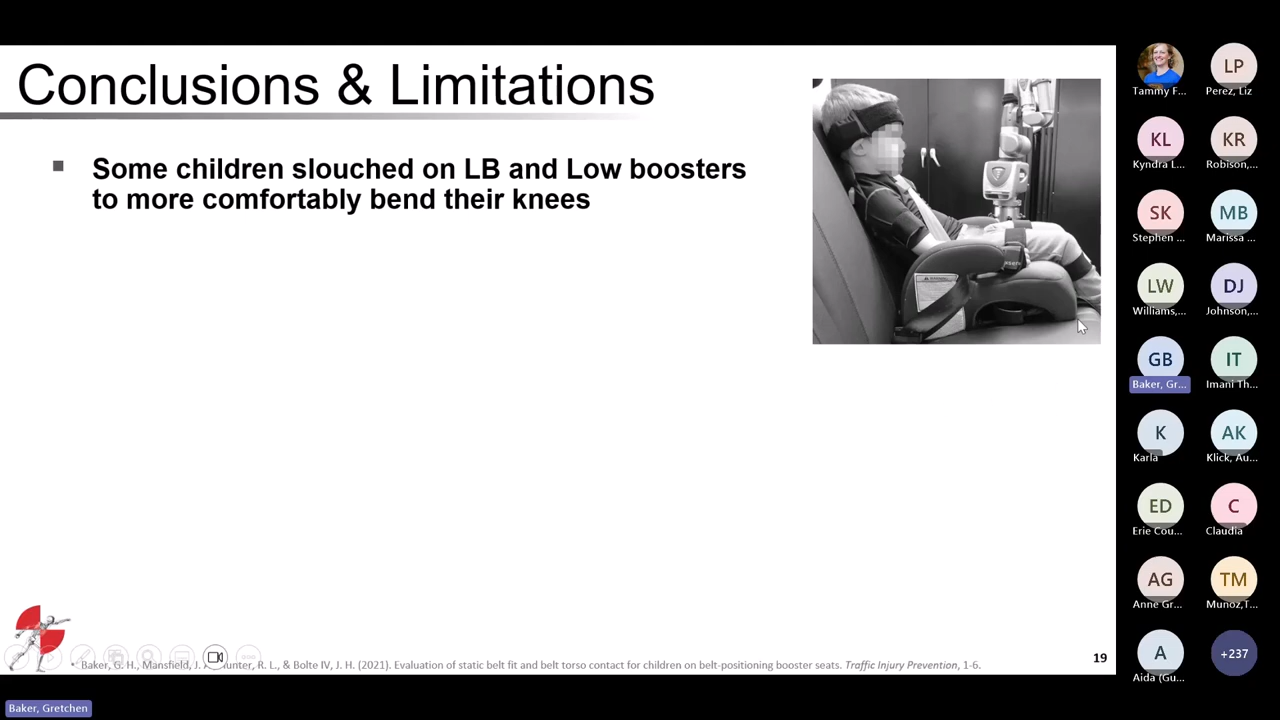 Conclusions & Limitations
Some children slouched on LB and Low boosters
to more comfortably bend their knees
Baker, G. H., Mansfield, J. A., Hunter, R. L., & Bolte IV, J. H. (2021). Evaluation of static belt fit and belt torso contact for children on belt-positioning booster seats. Traffic Injury Prevention, 1-6.
19
Baker, Gretchen
Tammy F...
LP
Perez, Liz
KL
Kyndra L...
KR
Robison,...
SK
Stephen ...
MB
Marissa ...
LW
Williams,...
DJ
Johnson,...
GB
Baker, Gr...
IT
Imani Th...
K
Karla
AK
Klick, Au...
ED
Erie Cou...
C
Claudia
AG
Anne Gr...
TM
Munoz,T...
A
Aida (Gu...
+237